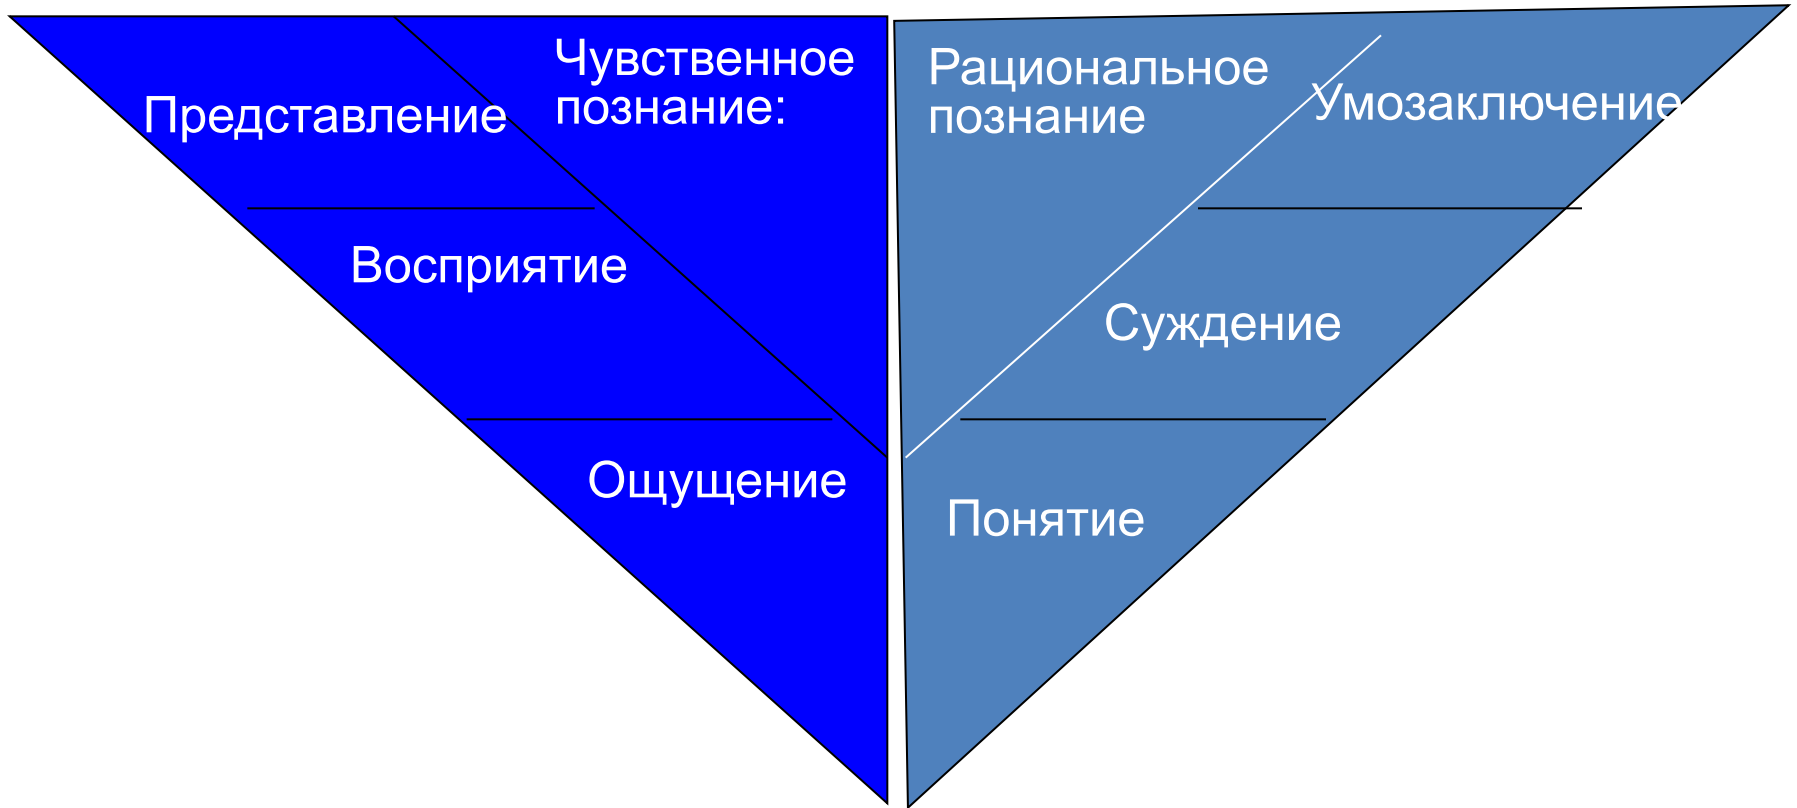 Чувственное
познание:
Представление
Восприятие
Ощущение
Рациональное
познание
Умозаключение
Суждение
Понятие